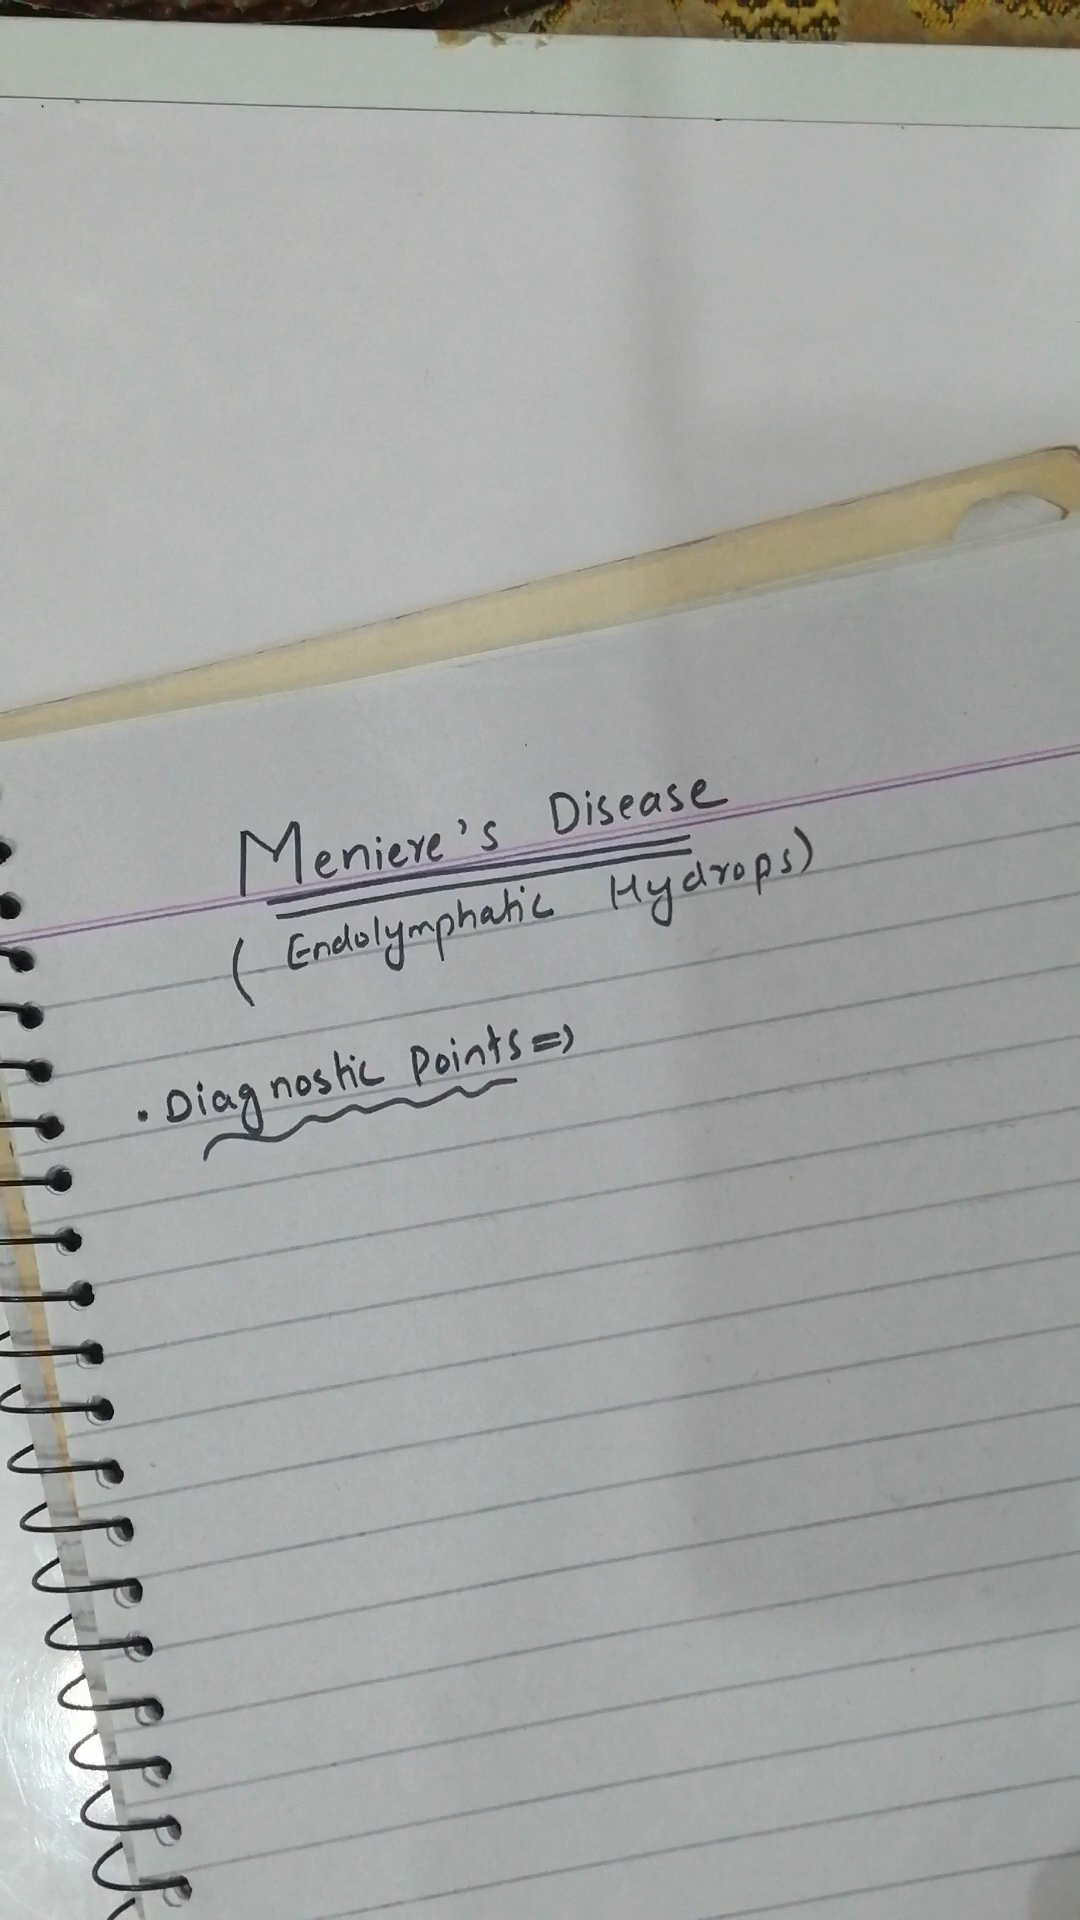 Meniere's Disease
(Endolymphatic Hydrops)
• Diagnostic Points =>